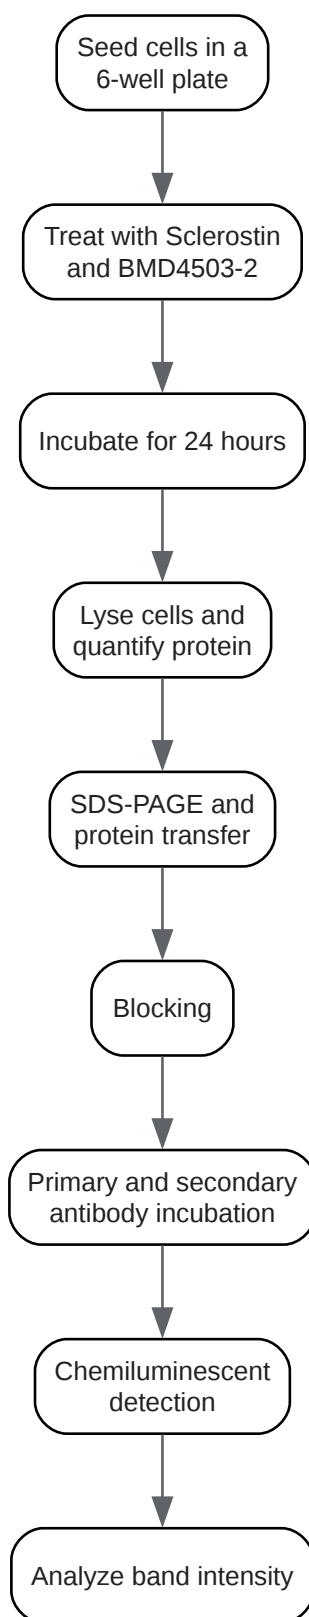 Seed cells in a
6-well plate
Treat with Sclerostin
and BMD4503-2
Incubate for 24 hours
Lyse cells and
quantify protein
SDS-PAGE and
protein transfer
Blocking
Primary and secondary
antibody incubation
Chemiluminescent
detection
Analyze band intensity